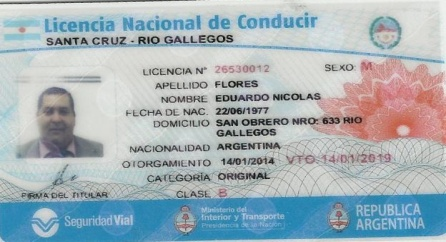 Licencia Nacional de Conducir
SANTA CRUZ - RIO GALLEGOS
LICENCIA N° 26530012 SEXO: M
APELLIDO FLORES
NOMBRE EDUARDO NICOLAS
FECHA DE NAC. 22/06/1977
DOMICILIO SAN OBRERO NRO: 633 RIO
GALLEGOS
NACIONALIDAD ARGENTINA
OTORGAMIENTO 14/01/2014 VTO 14/01/2019
CATEGORÍA ORIGINAL
FIRMA DEL TITULAR CLASE B
Seguridad Vial
Ministerio del
Interior y Transporte
Presidencia de la Nación
REPUBLICA
ARGENTINA